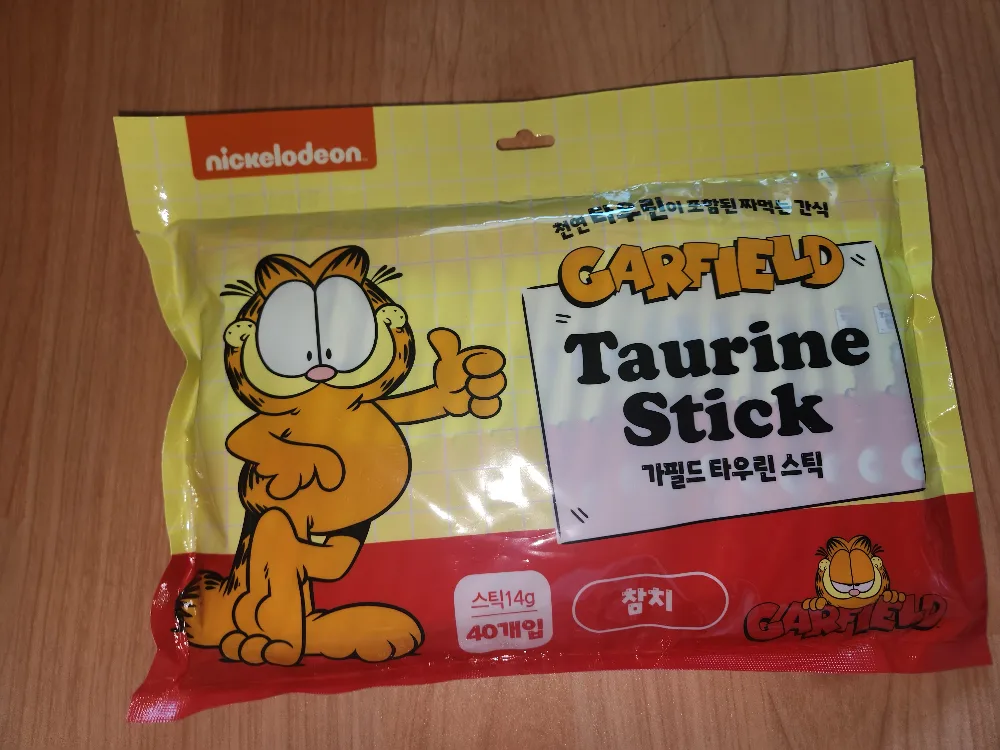 nickelodeon
천연 타우린이 포함된 짜먹는 간식
GARFIELD
Taurine
Stick
가필드 타우린 스틱
스틱14g
40개입
참치
GARFIELD